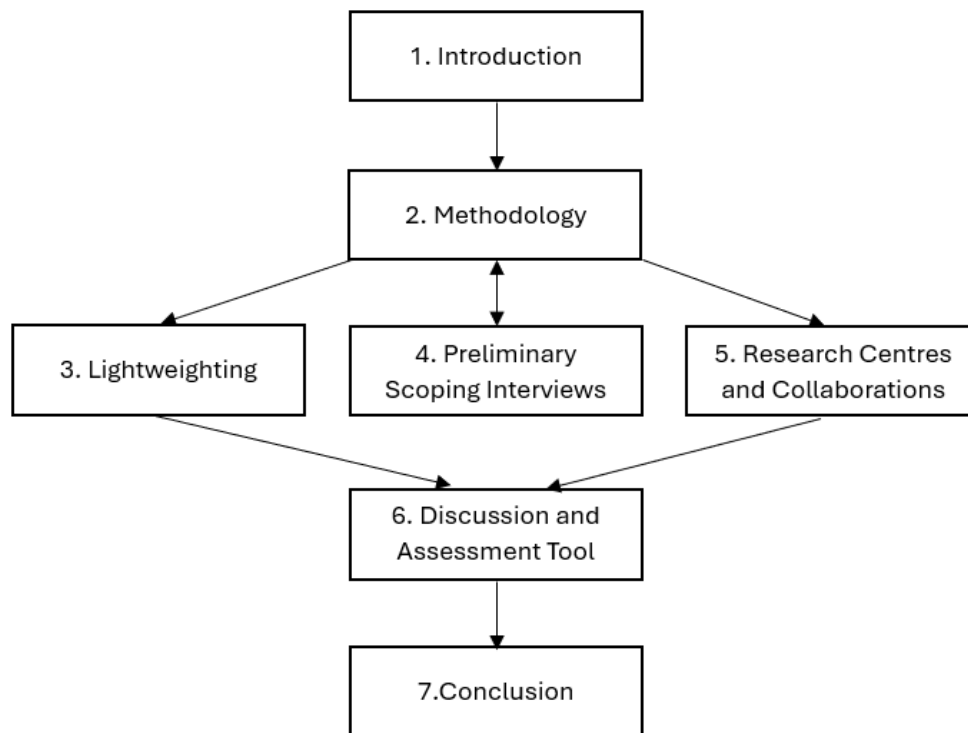 1. Introduction
2. Methodology
3. Lightweighting
4. Preliminary
Scoping Interviews
5. Research Centres
and Collaborations
6. Discussion and
Assessment Tool
7.Conclusion